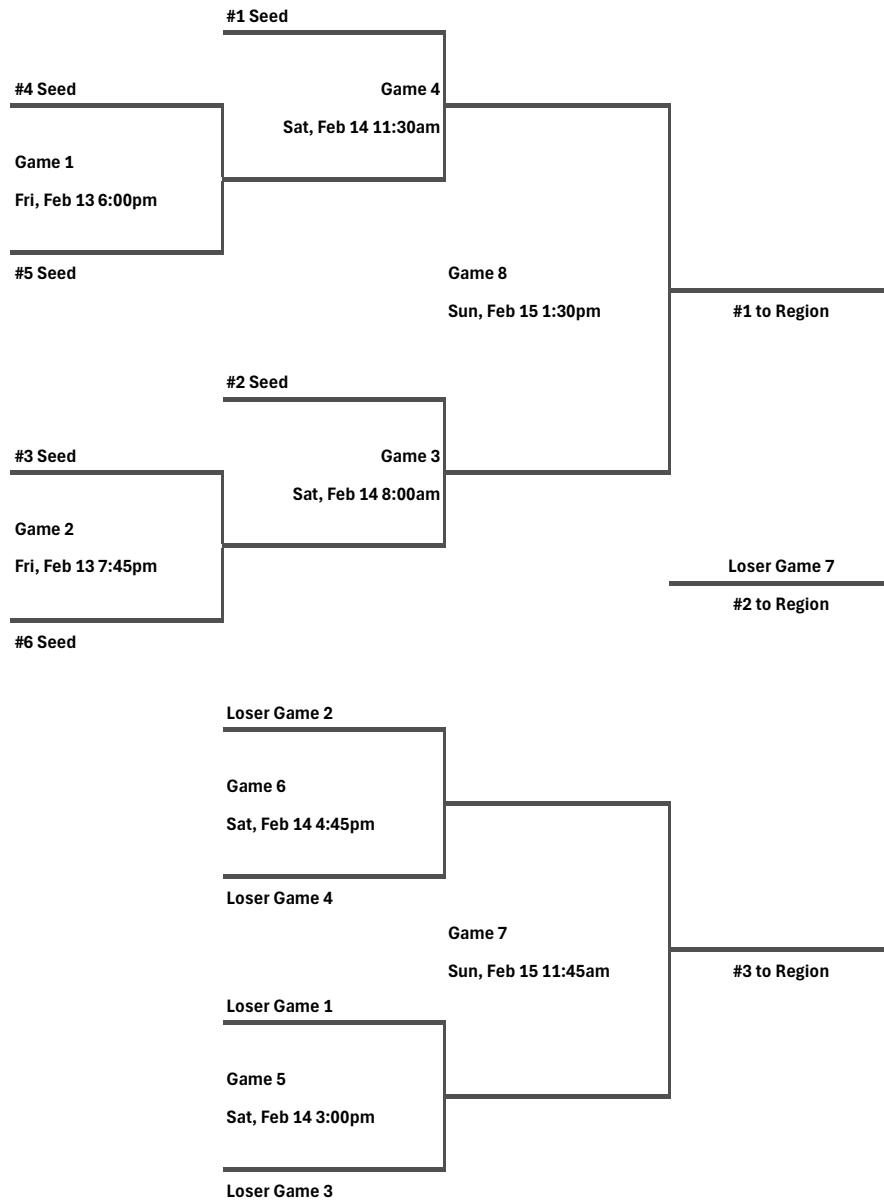 #1 Seed
#4 Seed
Game 4
Sat, Feb 14 11:30am
Game 1
Fri, Feb 13 6:00pm
#5 Seed
Game 8
Sun, Feb 15 1:30pm
#1 to Region
#2 Seed
#3 Seed
Game 3
Sat, Feb 14 8:00am
Game 2
Fri, Feb 13 7:45pm
Loser Game 7
#2 to Region
#6 Seed
Loser Game 2
Game 6
Sat, Feb 14 4:45pm
Loser Game 4
Game 7
Sun, Feb 15 11:45am
#3 to Region
Loser Game 1
Game 5
Sat, Feb 14 3:00pm
Loser Game 3